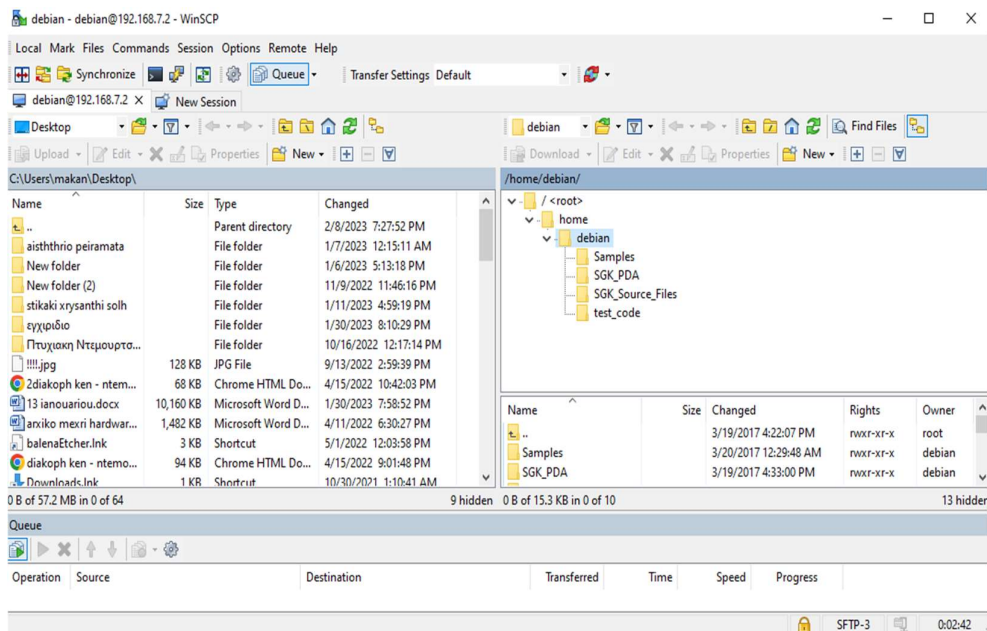 debian - debian@192.168.7.2 - WinSCP
Local Mark Files Commands Session Options Remote Help
Synchronize Queue Transfer Settings Default
debian@192.168.7.2 New Session
Desktop
Upload Edit Properties New
C:\Users\makan\Desktop\
Name Size Type Changed
.. Parent directory 2/8/2023 7:27:52 PM
aisththrio peiramata File folder 1/7/2023 12:15:11 AM
New folder File folder 1/6/2023 5:13:18 PM
New folder (2) File folder 11/9/2022 11:46:16 PM
stikaki xrysanthi solh File folder 1/11/2023 4:59:19 PM
εγχιριδιο File folder 1/30/2023 8:10:29 PM
Πτυχιακη Ντεμουρτσ... File folder 10/16/2022 12:17:14 PM
!!!!.jpg 128 KB JPG File 9/13/2022 2:59:39 PM
2diakoph ken - ntem... 68 KB Chrome HTML Do... 4/15/2022 10:42:03 PM
13 ianouariou.docx 10,160 KB Microsoft Word D... 1/30/2023 7:58:52 PM
arxiko mexri hardwar... 1,482 KB Microsoft Word D... 4/11/2022 6:30:27 PM
balenaEtcher.lnk 3 KB Shortcut 5/1/2022 12:03:58 PM
diakoph ken - ntemo... 94 KB Chrome HTML Do... 4/15/2022 9:01:48 PM
Downloads.lnk 1 KB Shortcut 10/30/2021 1:10:41 AM
0 B of 57.2 MB in 0 of 64 9 hidden
debian Find Files
Download Edit Properties New
/home/debian/
/ <root>
home
debian
Samples
SGK_PDA
SGK_Source_Files
test_code
Name Size Changed Rights Owner
.. 3/19/2017 4:22:07 PM rwxr-xr-x root
Samples 3/20/2017 12:29:48 AM rwxr-xr-x debian
SGK_PDA 3/19/2017 4:33:00 PM rwxr-xr-x debian
0 B of 15.3 KB in 0 of 10 13 hidden
Queue
Operation Source Destination Transferred Time Speed Progress
SFTP-3 0:02:42